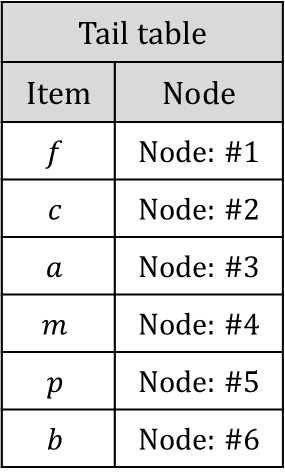 Tail table
Item Node
f Node: #1
c Node: #2
a Node: #3
m Node: #4
p Node: #5
b Node: #6